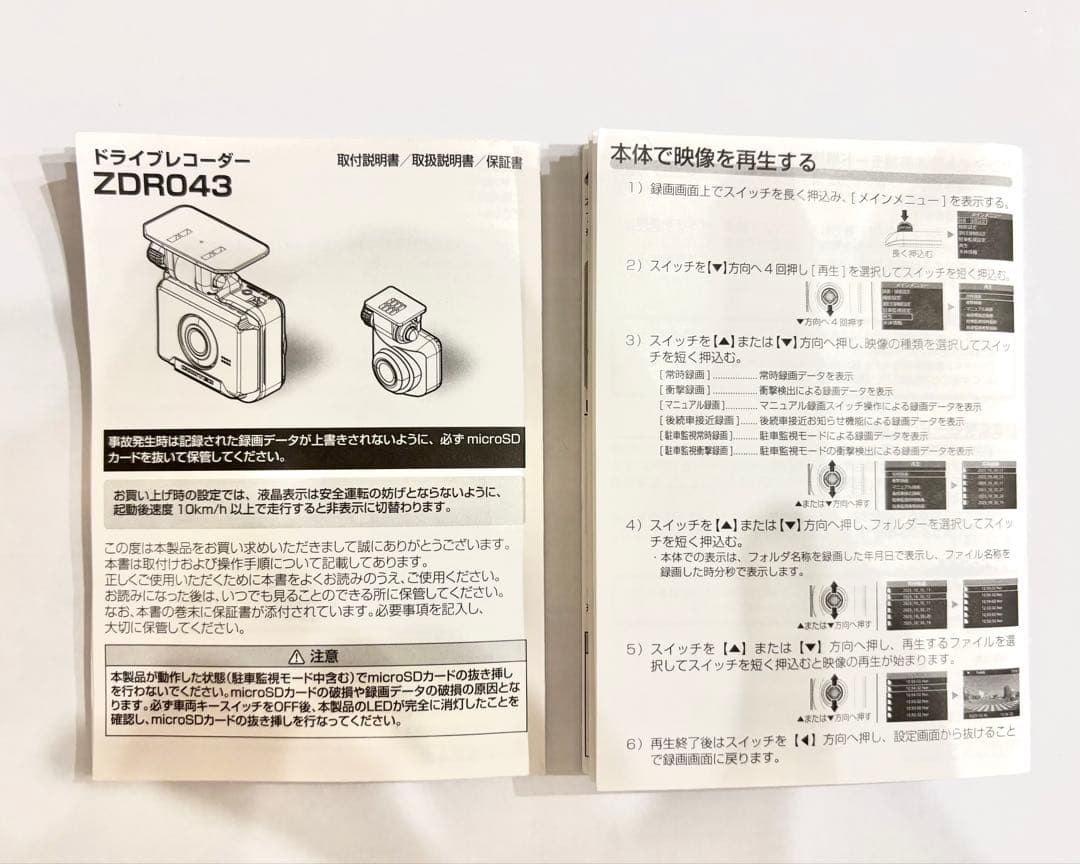 ドライブレコーダー
ZDR043
取付説明書／取扱説明書／保証書
事故発生時は記録された録画データが上書きされないように、必ず microSD
カードを抜いて保管してください。
お買い上げ時の設定では、液晶表示は安全運転の妨げとならないように、
起動後速度 10km/h 以上で走行すると非表示に切替わります。
この度は本製品をお買い求めいただきまして誠にありがとうございます。
本書は取付けおよび操作手順について記載してあります。
正しくご使用いただくために本書をよくお読みのうえ、ご使用ください。
お読みになった後は、いつでも見ることのできる所に保管してください。
なお、本書の巻末に保証書が添付されています。必要事項を記入し、
大切に保管してください。
⚠ 注意
本製品が動作した状態（駐車監視モード中含む）でmicroSDカードの抜き挿し
を行わないでください。microSDカードの破損や録画データの破損の原因とな
ります。必ず車両キースイッチをOFF後、本製品のLEDが完全に消灯したことを
確認し、microSDカードの抜き挿しを行なってください。
本体で映像を再生する
1）録画画面上でスイッチを長く押込み、[ メインメニュー ] を表示する。
長く押込む
メインメニュー
2）スイッチを【▼】方向へ 4 回押し [ 再生 ] を選択してスイッチを短く押込む。
▼方向へ 4 回押す
メインメニュー
再生
3）スイッチを【▲】または【▼】方向へ押し、映像の種類を選択してスイッ
チを短く押込む。
[ 常時録画 ] ................ 常時録画データを表示
[ 衝撃録画 ] ................ 衝撃検出による録画データを表示
[ マニュアル録画 ] ............ マニュアル録画スイッチ操作による録画データを表示
[ 後続車接近録画 ] ....... 後続車接近お知らせ機能による録画データを表示
[ 駐車監視常時録画 ] ...... 駐車監視モードによる録画データを表示
[ 駐車監視衝撃録画 ] ...... 駐車監視モードの衝撃検出による録画データを表示
▲または▼方向へ押す
再生
4）スイッチを【▲】または【▼】方向へ押し、フォルダーを選択してスイッ
チを短く押込む。
・本体での表示は、フォルダ名称を録画した年月日で表示し、ファイル名称を
録画した時分秒で表示します。
▲または▼方向へ押す
5）スイッチを【▲】または【▼】方向へ押し、再生するファイルを選
択してスイッチを短く押込むと映像の再生が始まります。
▲または▼方向へ押す
6）再生終了後はスイッチを【◀】方向へ押し、設定画面から抜けること
で録画画面に戻ります。